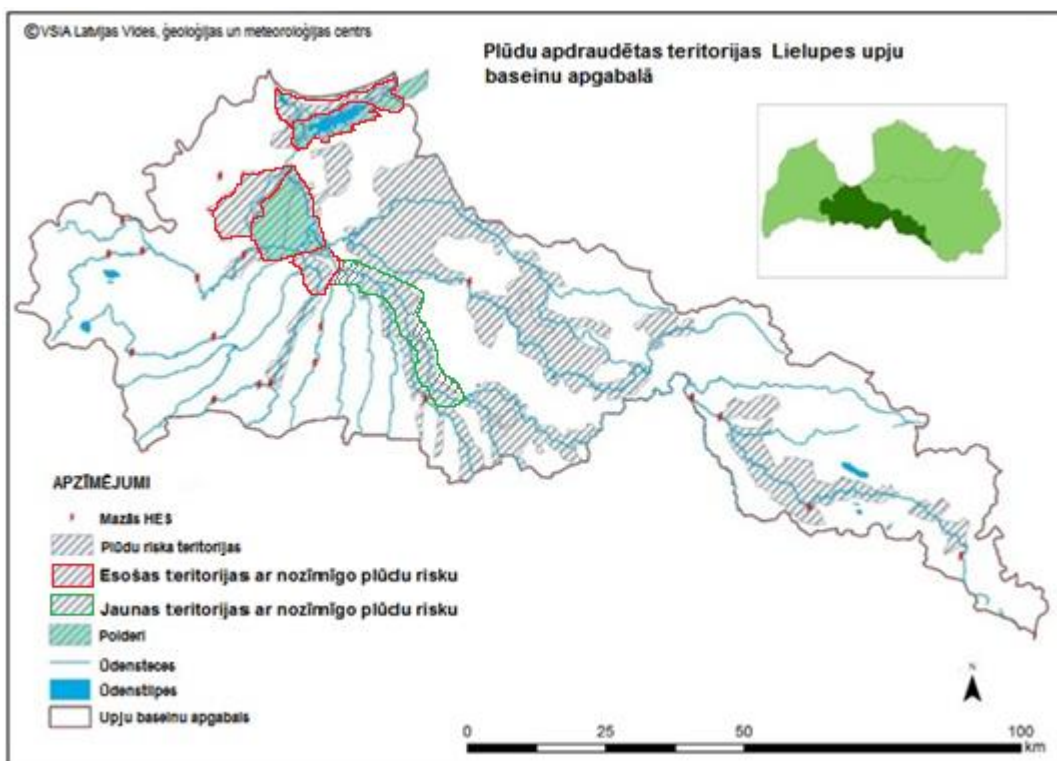 ©VSIA Latvijas Vides, ģeoloģijas un meteoroloģijas centrs
Plūdu apdraudētas teritorijas Lielupes upju
baseinu apgabalā
APZĪMĒJUMI
Mazās HES
Plūdu riska teritorijas
Esošas teritorijas ar nozīmīgo plūdu risku
Jaunas teritorijas ar nozīmīgo plūdu risku
Polderi
Ūdensteces
Ūdenstilpes
Upju baseinu apgabals
N
0 25 50 100
km